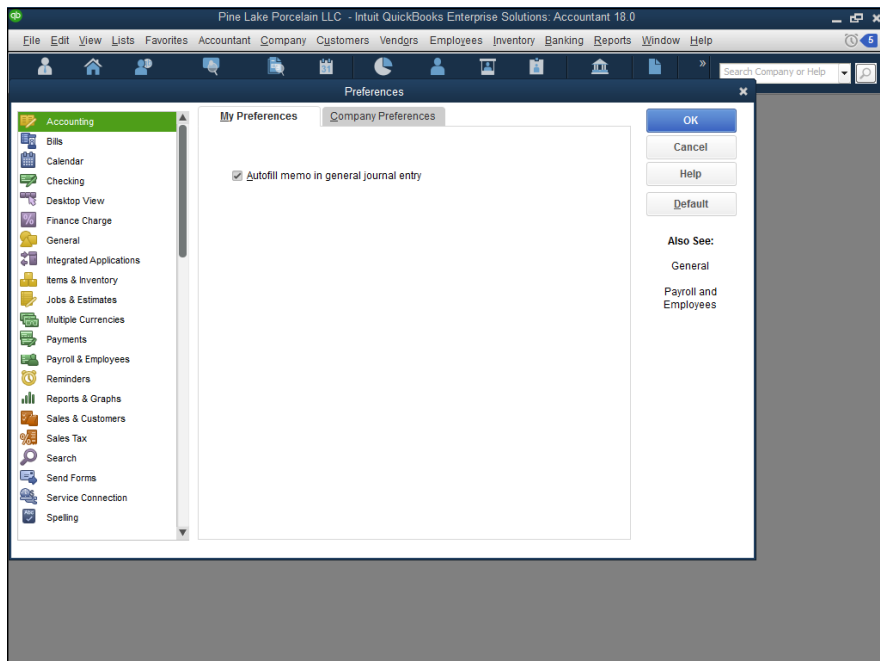 Pine Lake Porcelain LLC - Intuit QuickBooks Enterprise Solutions: Accountant 18.0
File Edit View Lists Favorites Accountant Company Customers Vendors Employees Inventory Banking Reports Window Help
5
31
» Search Company or Help
Preferences
My Preferences Company Preferences
Accounting
Bills
Calendar
Checking
Desktop View
Finance Charge
General
Integrated Applications
Items & Inventory
Jobs & Estimates
Multiple Currencies
Payments
Payroll & Employees
Reminders
Reports & Graphs
Sales & Customers
Sales Tax
Search
Send Forms
Service Connection
Spelling
Autofill memo in general journal entry
OK
Cancel
Help
Default
Also See:
General
Payroll and
Employees